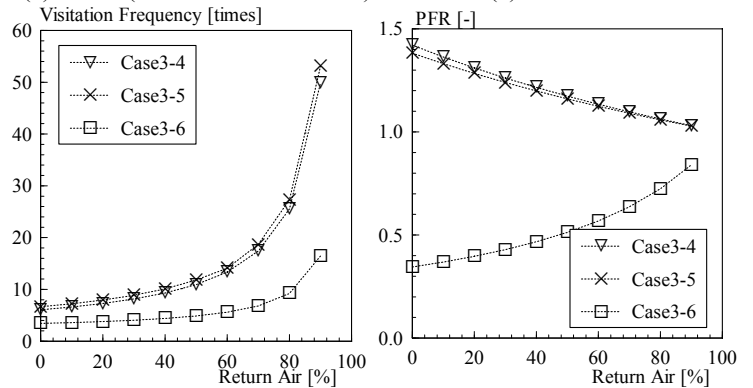 Visitation Frequency [times]
60
50
40
30
20
10
0
Case3-4
Case3-5
Case3-6
0 20 40 60 80 100
Return Air [%]
PFR [-]
1.5
1.0
0.5
0.0
Case3-4
Case3-5
Case3-6
0 20 40 60 80 100
Return Air [%]